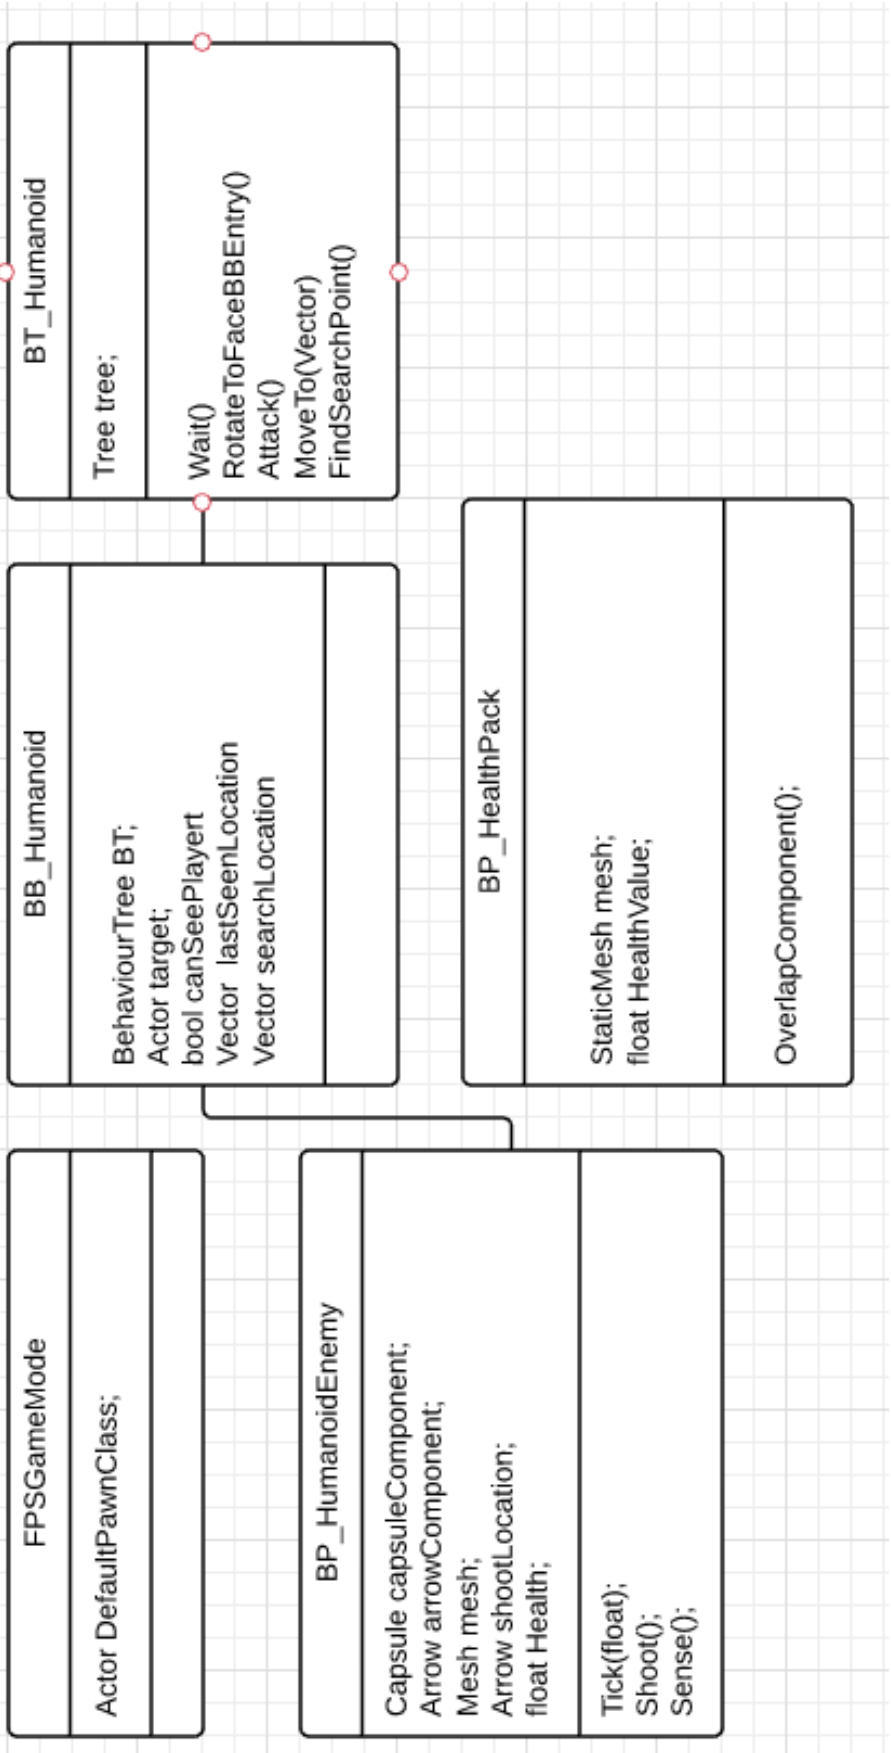 FPSGameMode
Actor DefaultPawnClass;
BB_Humanoid
BehaviourTree BT;
Actor target;
bool canSeePlayert
Vector  lastSeenLocation
Vector searchLocation
BT_Humanoid
Tree tree;
Wait()
RotateToFaceBBEntry()
Attack()
MoveTo(Vector)
FindSearchPoint()
BP_HumanoidEnemy
Capsule capsuleComponent;
Arrow arrowComponent;
Mesh mesh;
Arrow shootLocation;
float Health;
Tick(float);
Shoot();
Sense();
BP_HealthPack
StaticMesh mesh;
float HealthValue;
OverlapComponent();